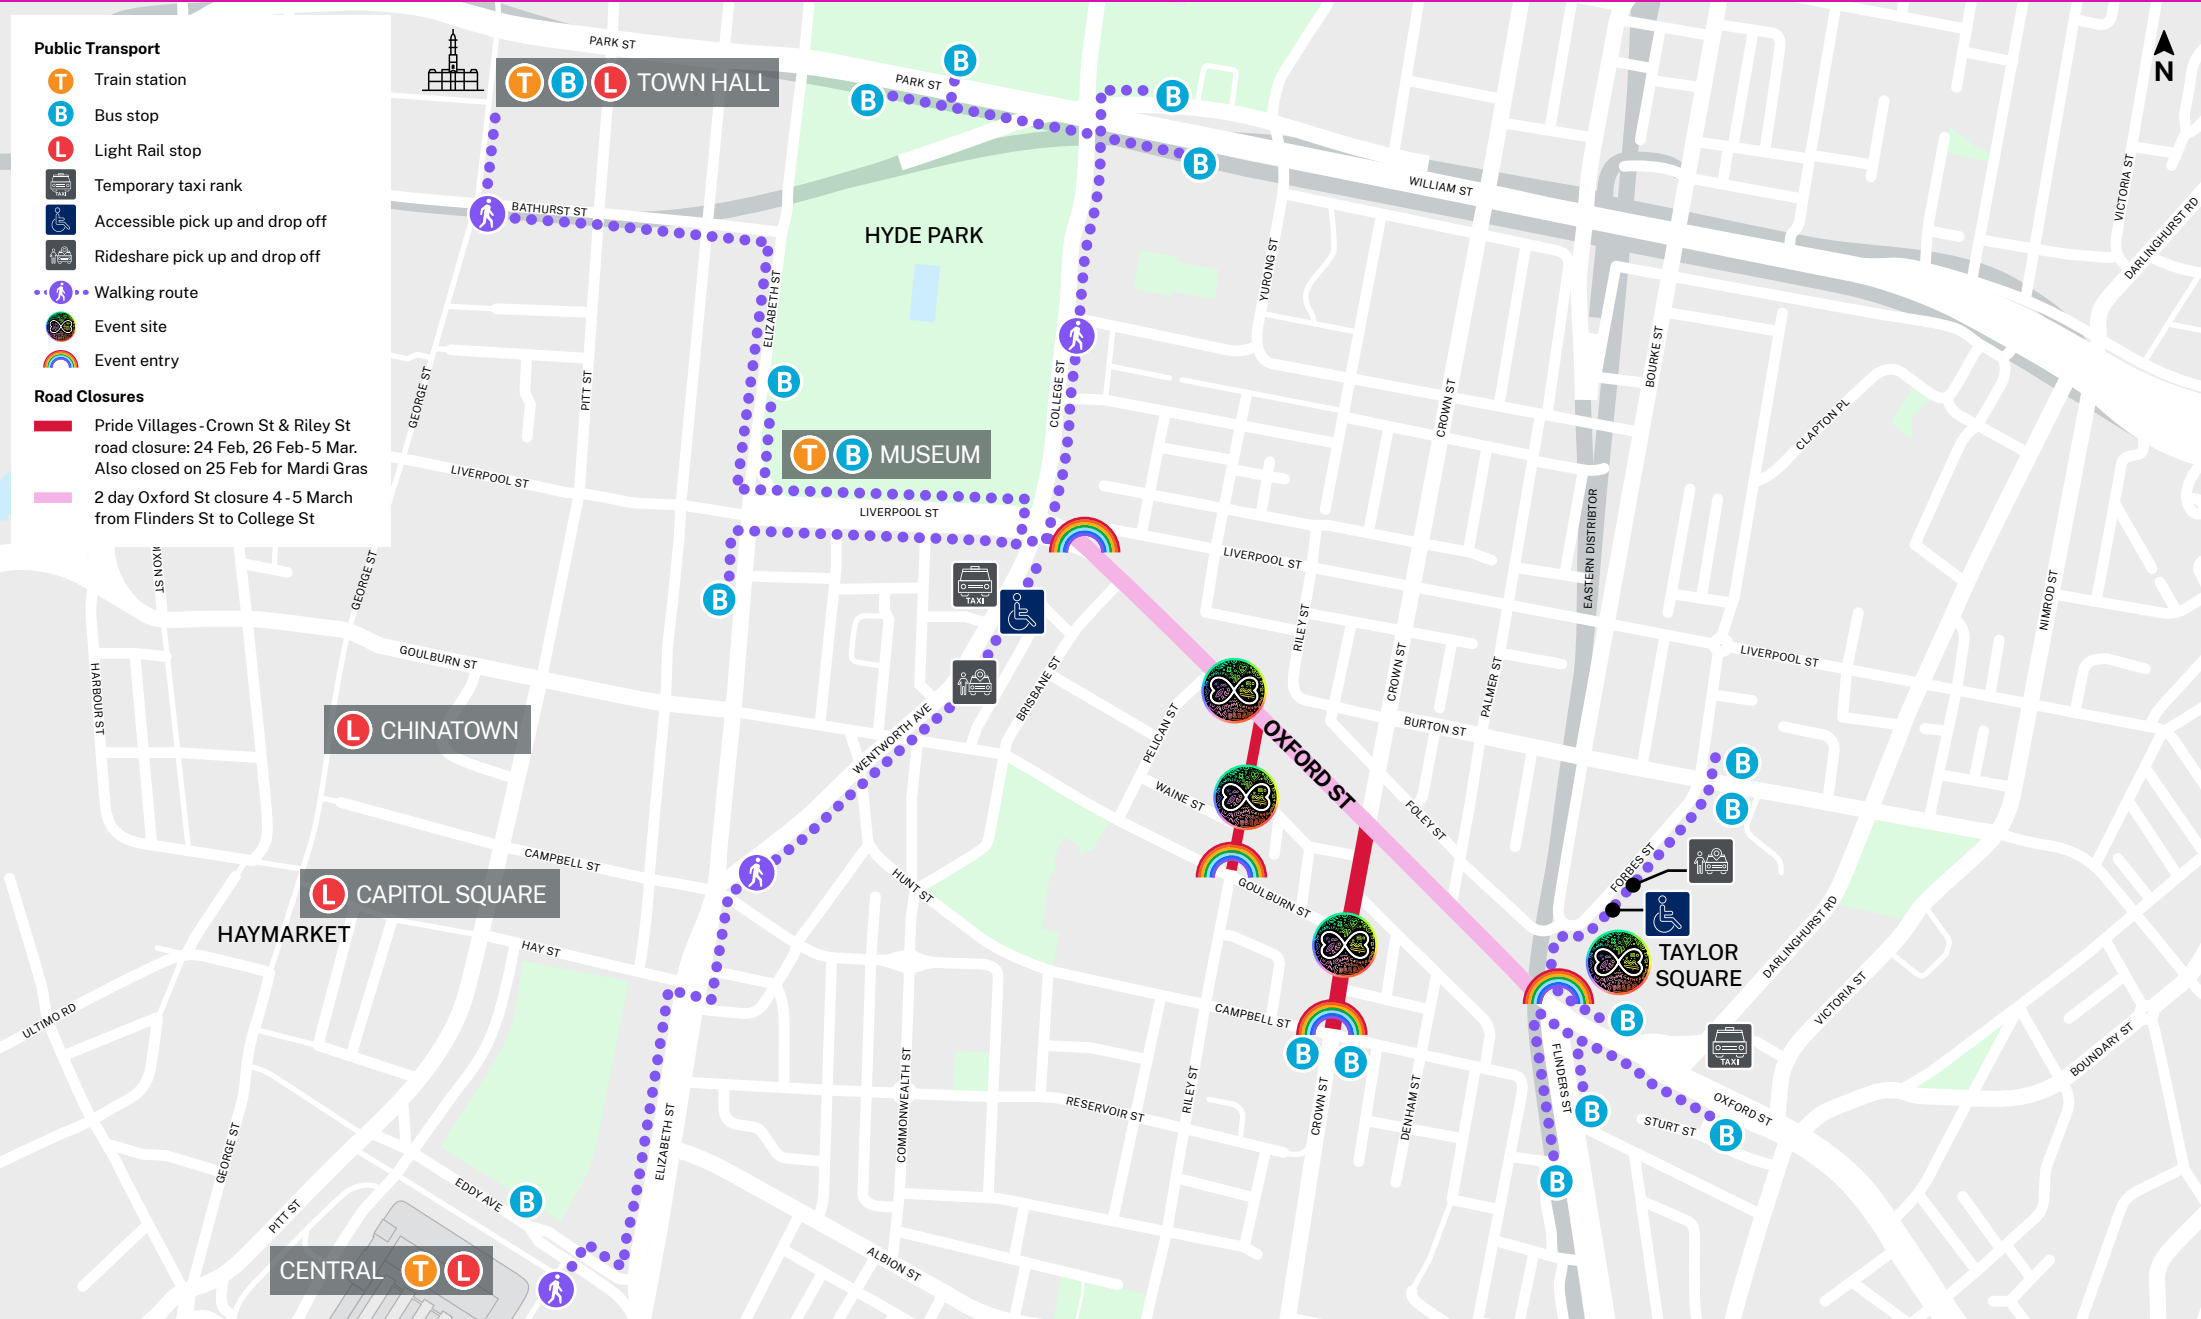 Public Transport
T Train station
B Bus stop
L Light Rail stop
TAXI Temporary taxi rank
Accessible pick up and drop off
Rideshare pick up and drop off
Walking route
Event site
Event entry
Road Closures
Pride Villages - Crown St & Riley St
road closure: 24 Feb, 26 Feb - 5 Mar.
Also closed on 25 Feb for Mardi Gras
2 day Oxford St closure 4 - 5 March
from Flinders St to College St
PARK ST
T B L TOWN HALL
B
PARK ST
B
B
B
N
WILLIAM ST
VICTORIA ST
DARLINGHURST RD
BATHURST ST
HYDE PARK
YURONG ST
ELIZABETH ST
BOURKE ST
GEORGE ST
PITT ST
B
COLLEGE ST
CROWN ST
CLAPTON PL
T B MUSEUM
LIVERPOOL ST
LIVERPOOL ST
EASTERN DISTRIBTOR
LIVERPOOL ST
IXON ST
GEORGE ST
B
TAXI
RILEY ST
NIMROD ST
GOULBURN ST
HARBOUR ST
BRISBANE ST
CROWN ST
PALMER ST
LIVERPOOL ST
L CHINATOWN
WENTWORTH AVE
PELICAN ST
OXFORD ST
BURTON ST
B
B
WAINE ST
FOLEY ST
CAMPBELL ST
FORBES ST
L CAPITOL SQUARE
HUNT ST
GOULBURN ST
HAYMARKET
HAY ST
TAYLOR
SQUARE
DARLINGHURST RD
VICTORIA ST
ULTIMO RD
CAMPBELL ST
B
B
B
TAXI
BOUNDARY ST
FLINDERS ST
COMMONWEALTH ST
RESERVOIR ST
RILEY ST
CROWN ST
DENHAM ST
B
OXFORD ST
STURT ST
B
GEORGE ST
ELIZABETH ST
EDDY AVE
B
B
PITT ST
ALBION ST
CENTRAL T L